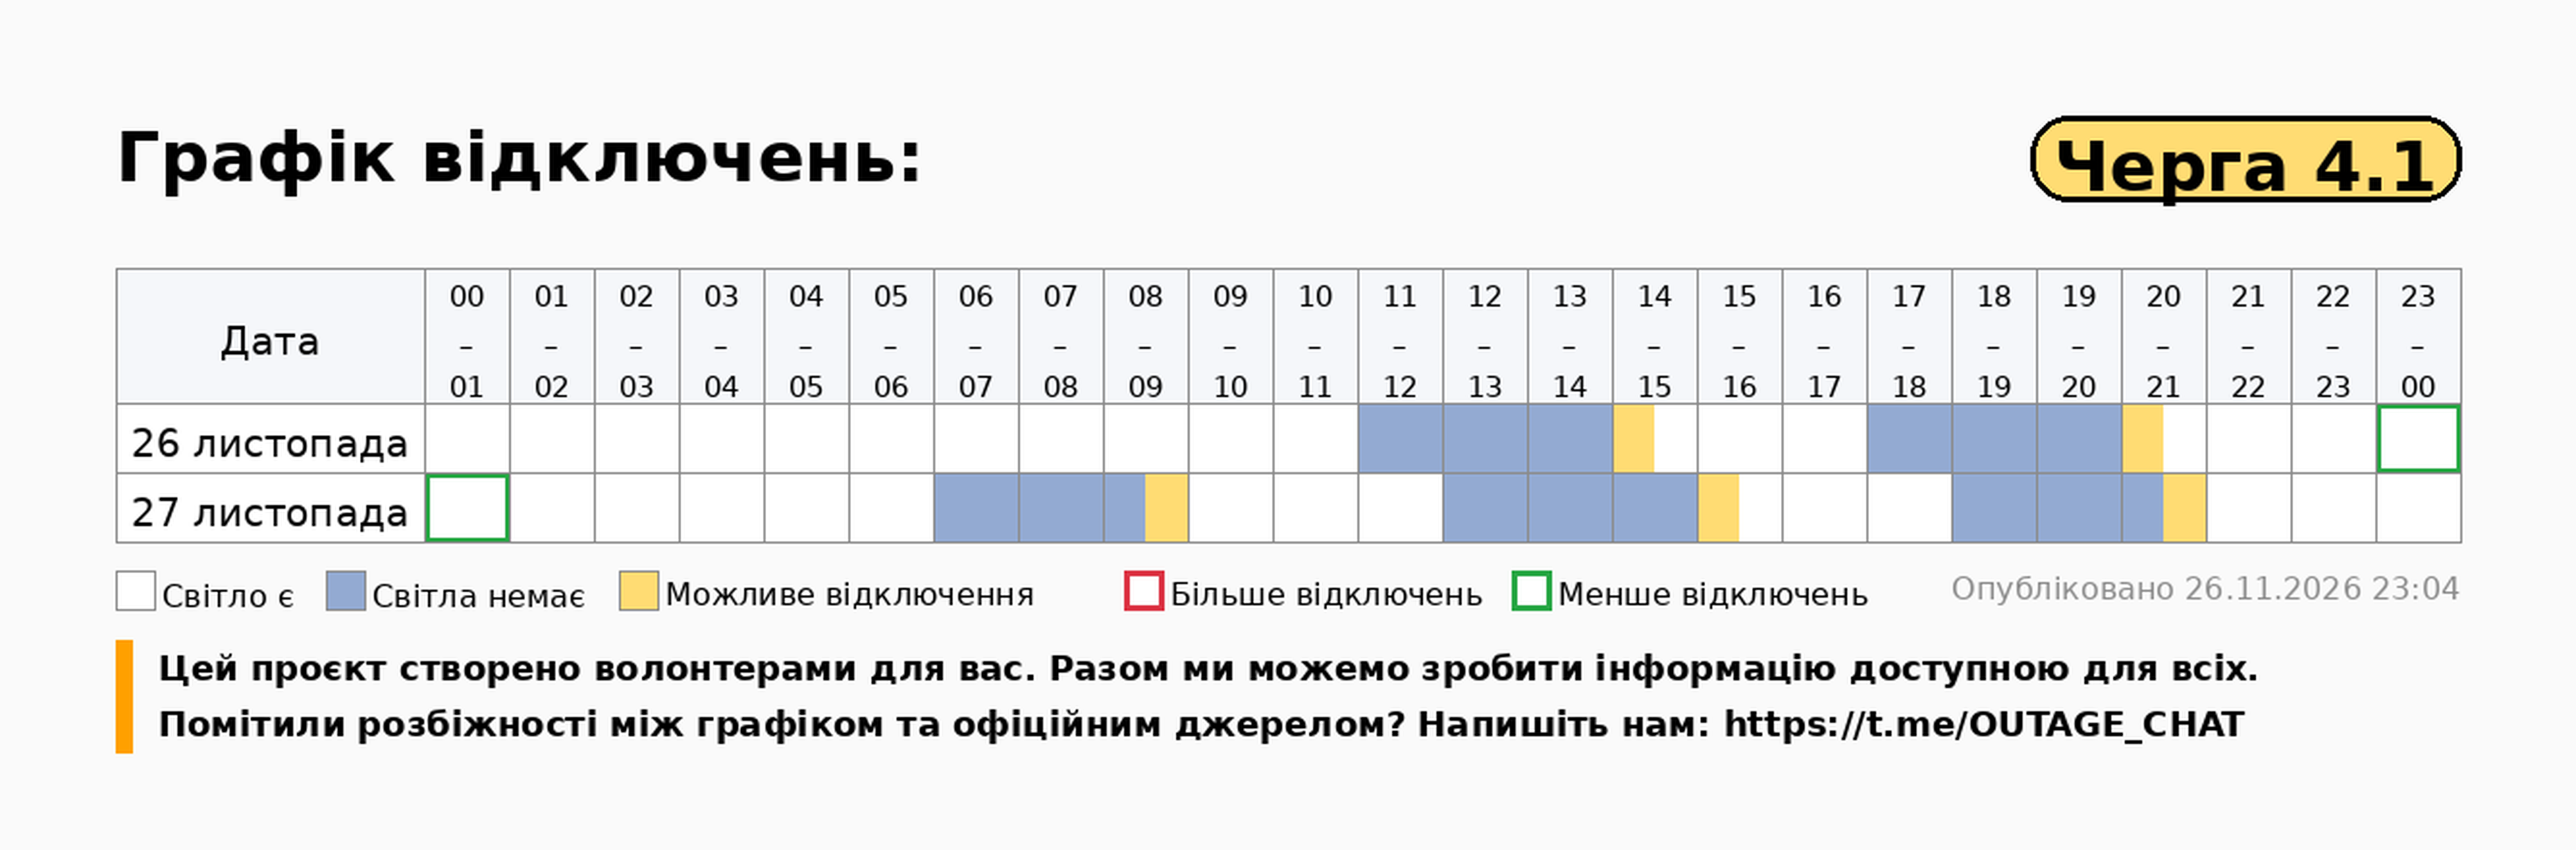 Графік відключень:
Черга 4.1
Дата
00 – 01
01 – 02
02 – 03
03 – 04
04 – 05
05 – 06
06 – 07
07 – 08
08 – 09
09 – 10
10 – 11
11 – 12
12 – 13
13 – 14
14 – 15
15 – 16
16 – 17
17 – 18
18 – 19
19 – 20
20 – 21
21 – 22
22 – 23
23 – 00
26 листопада
27 листопада
Світло є
Світла немає
Можливе відключення
Більше відключень
Менше відключень
Опубліковано 26.11.2026 23:04
Цей проєкт створено волонтерами для вас. Разом ми можемо зробити інформацію доступною для всіх.
Помітили розбіжності між графіком та офіційним джерелом? Напишіть нам: https://t.me/OUTAGE_CHAT